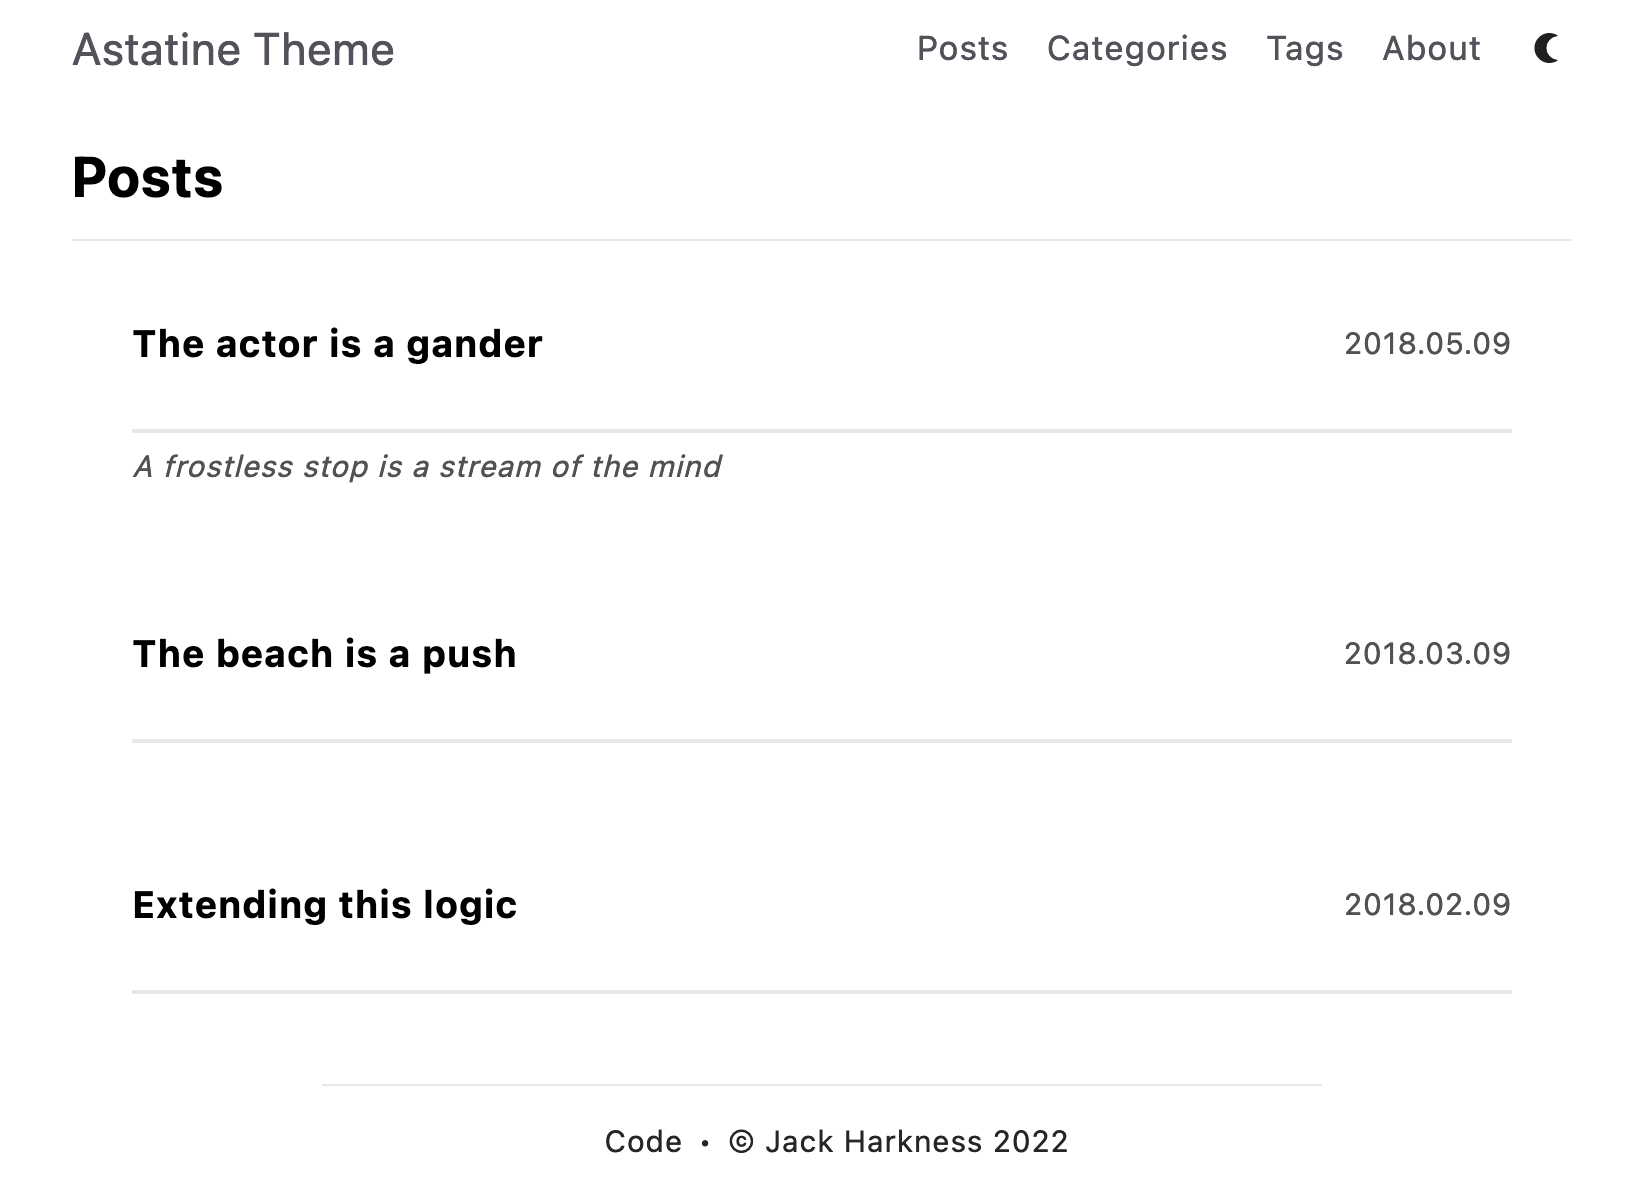 Astatine Theme
Posts Categories Tags About
Posts
The actor is a gander 2018.05.09
A frostless stop is a stream of the mind
The beach is a push 2018.03.09
Extending this logic 2018.02.09
Code • © Jack Harkness 2022